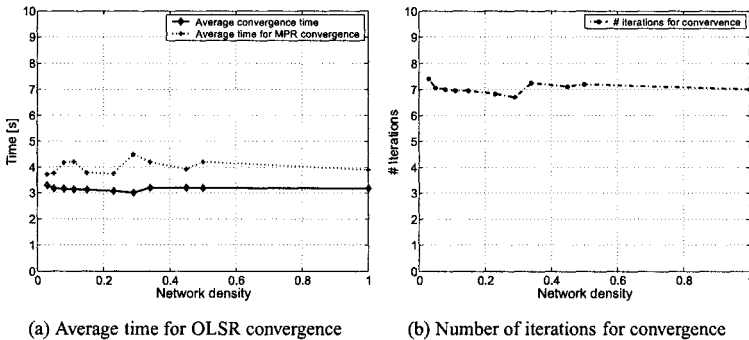 Average convergence time
Average time for MPR convergence
10
9
8
7
6
5
4
3
2
1
0
Time [s]
0 0.2 0.4 0.6 0.8 1
Network density
(a) Average time for OLSR convergence
# iterations for convervence
10
9
8
7
6
5
4
3
2
1
0
# Iterations
0 0.2 0.4 0.6 0.8 1
Network density
(b) Number of iterations for convergence